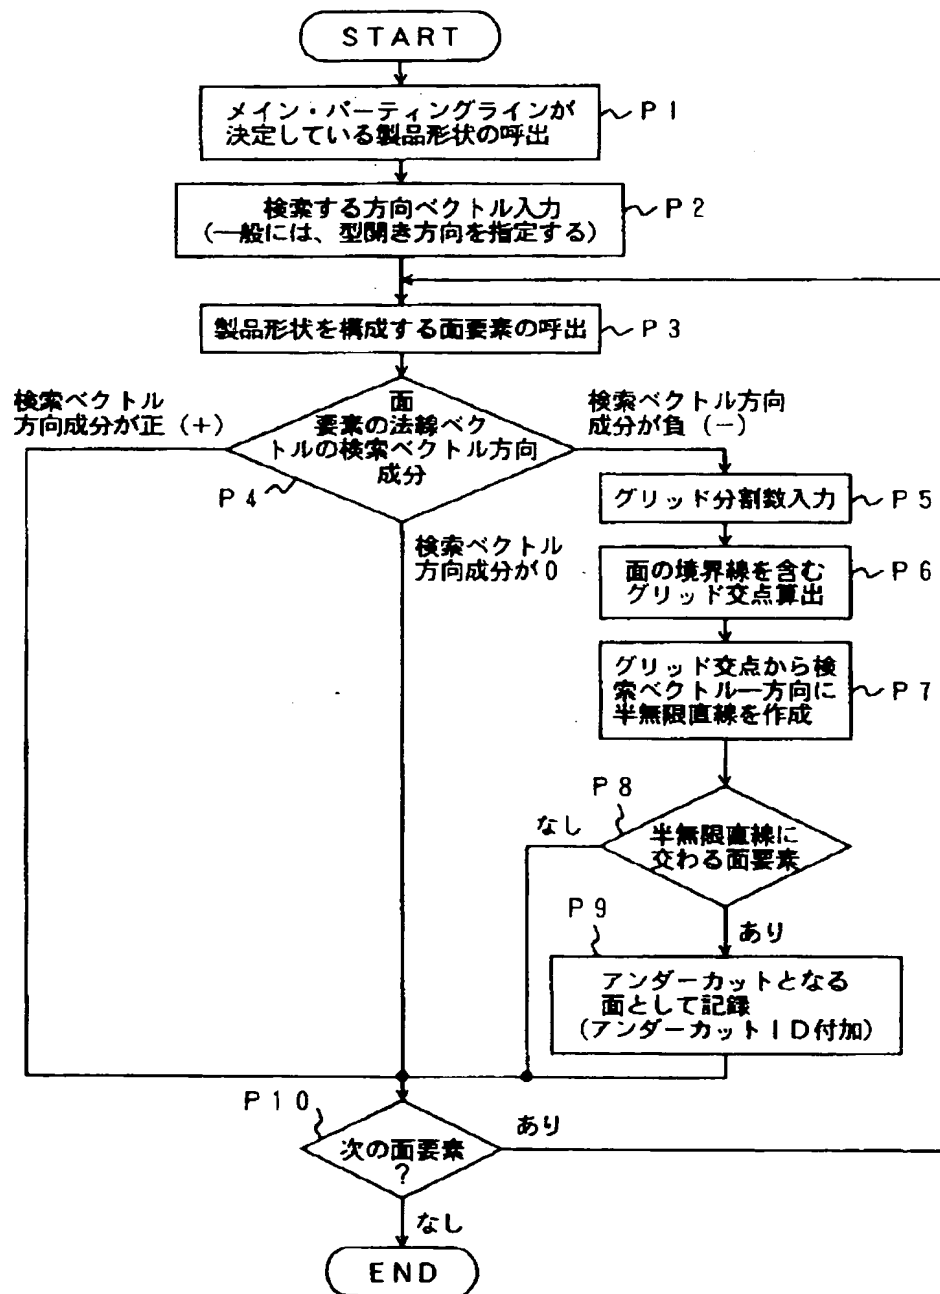 START
メイン・パーティングラインが
決定している製品形状の呼出
P1
検索する方向ベクトル入力
(一般には、型開き方向を指定する)
P2
製品形状を構成する面要素の呼出
P3
検索ベクトル
方向成分が正 (+)
面
要素の法線ベク
トルの検索ベクトル方向
成分
P4
検索ベクトル方向
成分が負 (−)
検索ベクトル
方向成分が0
グリッド分割数入力
P5
面の境界線を含む
グリッド交点算出
P6
グリッド交点から検
索ベクトル一方向に
半無限直線を作成
P7
P8
なし
半無限直線に
交わる面要素
あり
P9
アンダーカットとなる
面として記録
(アンダーカットID付加)
P10
次の面要素
?
あり
なし
END